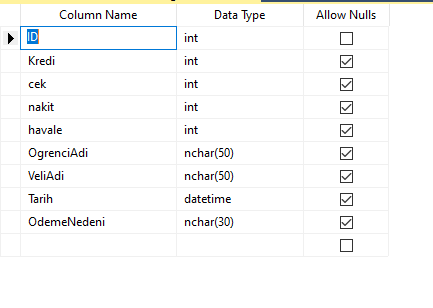 Column Name Data Type Allow Nulls
ID int
Kredi int
cek int
nakit int
havale int
OgrenciAdi nchar(50)
VeliAdi nchar(50)
Tarih datetime
OdemeNedeni nchar(30)